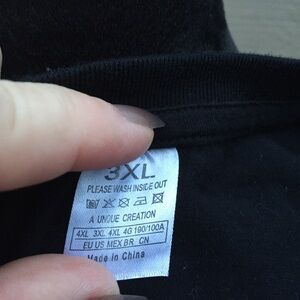 3XL
PLEASE WASH INSIDE OUT
A UNIQUE CREATION
4XL 3XL 4XL 4G 190/100A
EU US MEX BR CN
Made in China